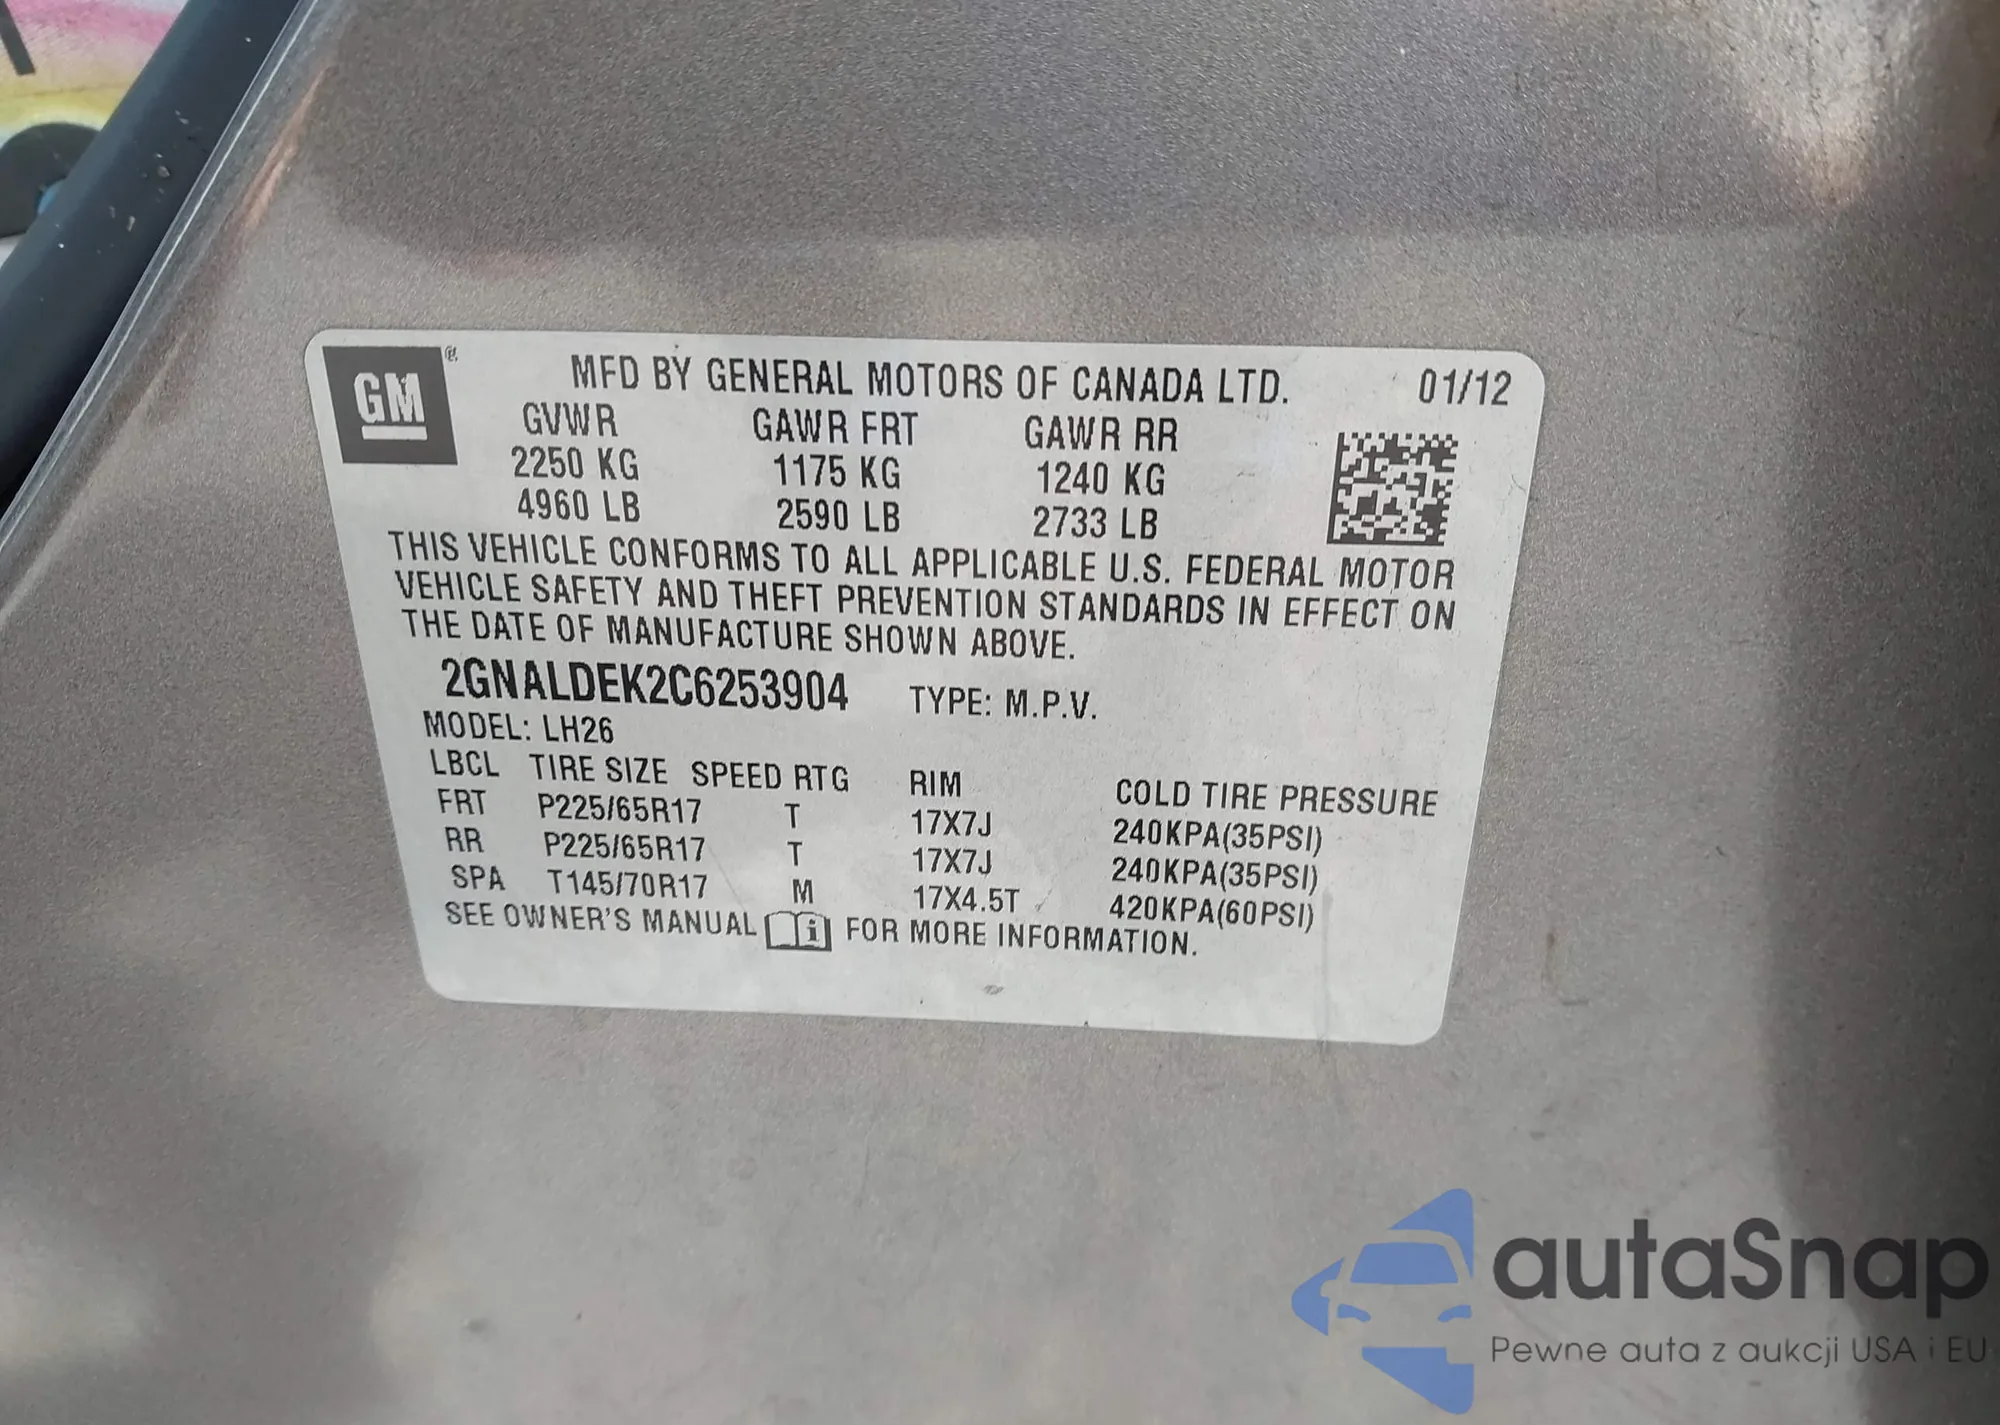 GM ® MFD BY GENERAL MOTORS OF CANADA LTD. 01/12
GVWR GAWR FRT GAWR RR
2250 KG 1175 KG 1240 KG
4960 LB 2590 LB 2733 LB
THIS VEHICLE CONFORMS TO ALL APPLICABLE U.S. FEDERAL MOTOR
VEHICLE SAFETY AND THEFT PREVENTION STANDARDS IN EFFECT ON
THE DATE OF MANUFACTURE SHOWN ABOVE.
2GNALDEK2C6253904 TYPE: M.P.V.
MODEL: LH26
LBCL TIRE SIZE SPEED RTG RIM COLD TIRE PRESSURE
FRT P225/65R17 T 17X7J 240KPA(35PSI)
RR P225/65R17 T 17X7J 240KPA(35PSI)
SPA T145/70R17 M 17X4.5T 420KPA(60PSI)
SEE OWNER'S MANUAL i FOR MORE INFORMATION.
autaSnap
Pewne auta z aukcji USA i EU